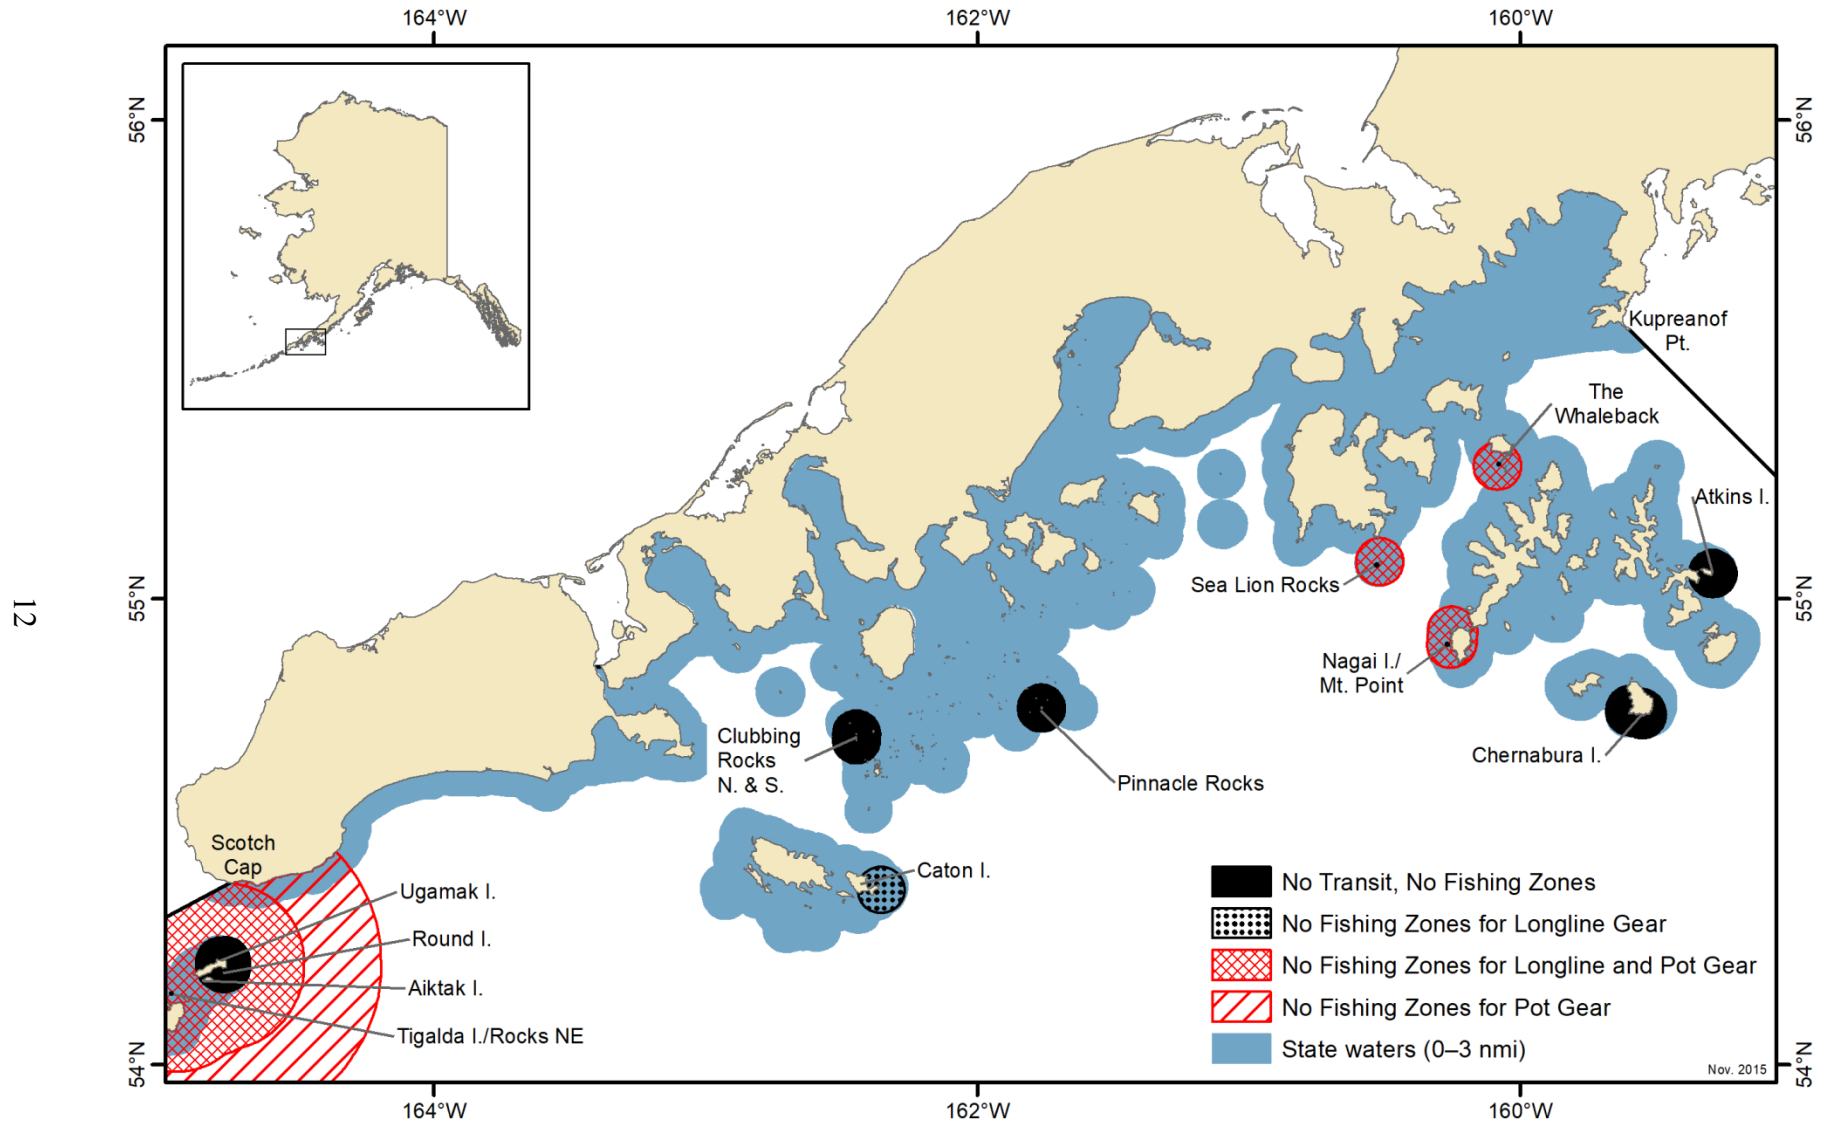 164°W
162°W
160°W
56°N
56°N
Kupreanof
Pt.
The
Whaleback
Atkins I.
55°N
55°N
Sea Lion Rocks
12
Nagai I./
Mt. Point
Clubbing
Rocks
N. & S.
Chernabura I.
Pinnacle Rocks
Scotch
Cap
Caton I.
Ugamak I.
Round I.
Aiktak I.
Tigalda I./Rocks NE
No Transit, No Fishing Zones
No Fishing Zones for Longline Gear
No Fishing Zones for Longline and Pot Gear
No Fishing Zones for Pot Gear
State waters (0–3 nmi)
Nov. 2015
54°N
54°N
164°W
162°W
160°W